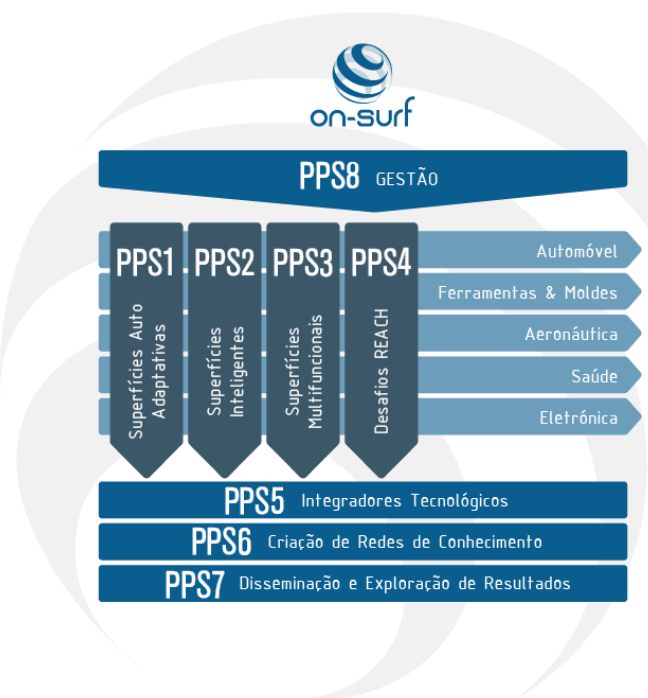 on-surf
PPS8 GESTÃO
PPS1
Superfícies Auto
Adaptativas
PPS2
Superfícies
Inteligentes
PPS3
Superfícies
Multifuncionais
PPS4
Desafios REACH
Automóvel
Ferramentas & Moldes
Aeronáutica
Saúde
Eletrónica
PPS5 Integradores Tecnológicos
PPS6 Criação de Redes de Conhecimento
PPS7 Disseminação e Exploração de Resultados